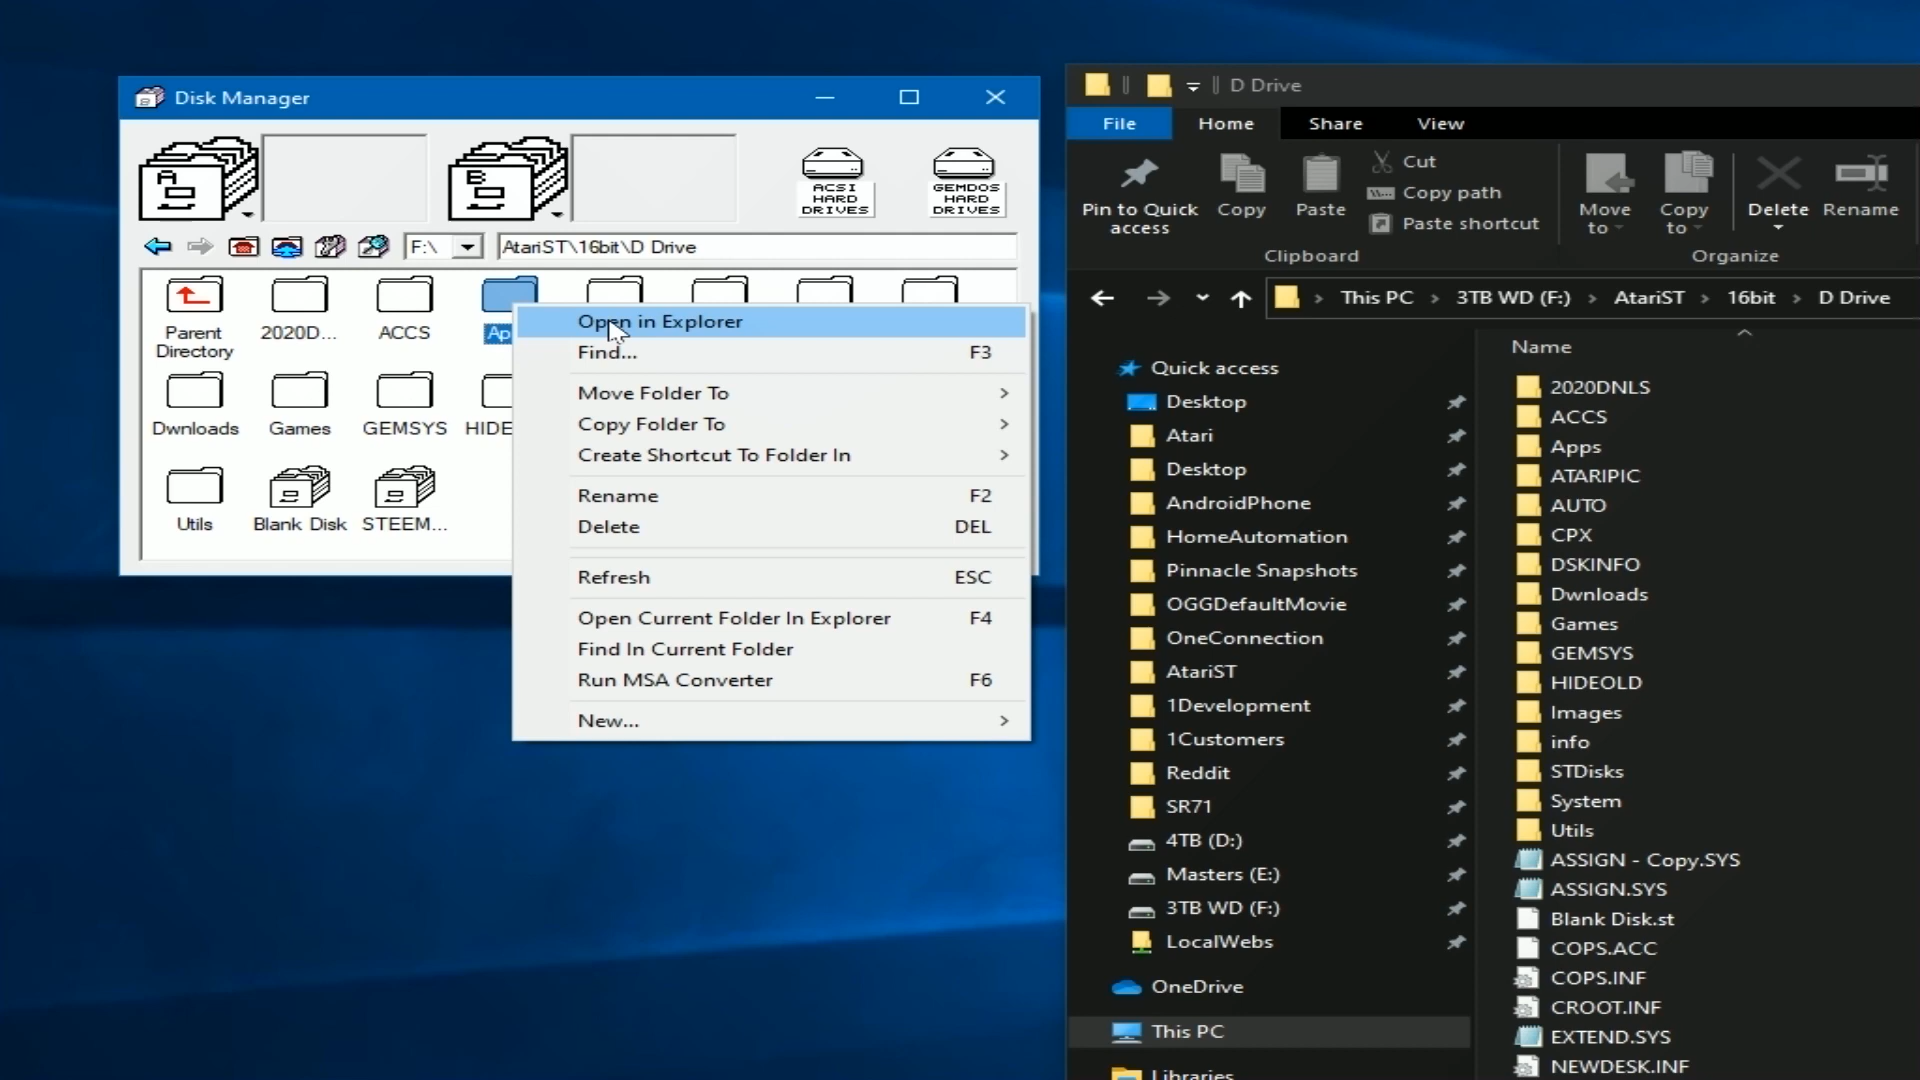 Disk Manager
A
B
ACSI
HARD
DRIVES
GEMDOS
HARD
DRIVES
F:\
AtariST\16bit\D Drive
Parent
Directory
2020D...
ACCS
Ap
Dwnloads
Games
GEMSYS
HIDE
Utils
Blank Disk
STEEM...
Open in Explorer
Find...
F3
Move Folder To
Copy Folder To
Create Shortcut To Folder In
Rename
F2
Delete
DEL
Refresh
ESC
Open Current Folder In Explorer
F4
Find In Current Folder
Run MSA Converter
F6
New...
D Drive
File
Home
Share
View
Pin to Quick
access
Copy
Paste
Cut
Copy path
Paste shortcut
Move
to
Copy
to
Delete
Rename
Clipboard
Organize
This PC
3TB WD (F:)
AtariST
16bit
D Drive
Quick access
Desktop
Atari
Desktop
AndroidPhone
HomeAutomation
Pinnacle Snapshots
OGGDefaultMovie
OneConnection
AtariST
1Development
1Customers
Reddit
SR71
4TB (D:)
Masters (E:)
3TB WD (F:)
LocalWebs
OneDrive
This PC
Libraries
Name
2020DNLS
ACCS
Apps
ATARIPIC
AUTO
CPX
DSKINFO
Dwnloads
Games
GEMSYS
HIDEOLD
Images
info
STDisks
System
Utils
ASSIGN - Copy.SYS
ASSIGN.SYS
Blank Disk.st
COPS.ACC
COPS.INF
CROOT.INF
EXTEND.SYS
NEWDESK.INF